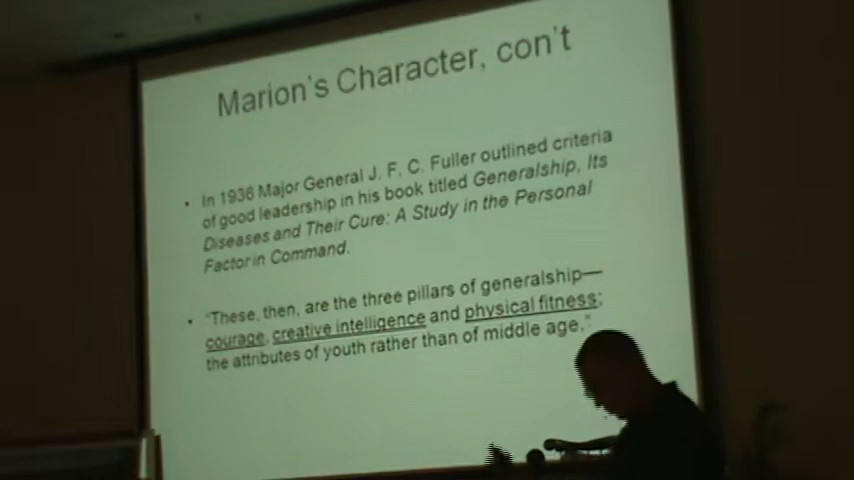 Marion's Character, con't
• In 1936 Major General J. F. C. Fuller outlined criteria
of good leadership in his book titled Generalship, Its
Diseases and Their Cure: A Study in the Personal
Factor in Command.
• "These, then, are the three pillars of generalship—
courage, creative intelligence and physical fitness;
the attributes of youth rather than of middle age."